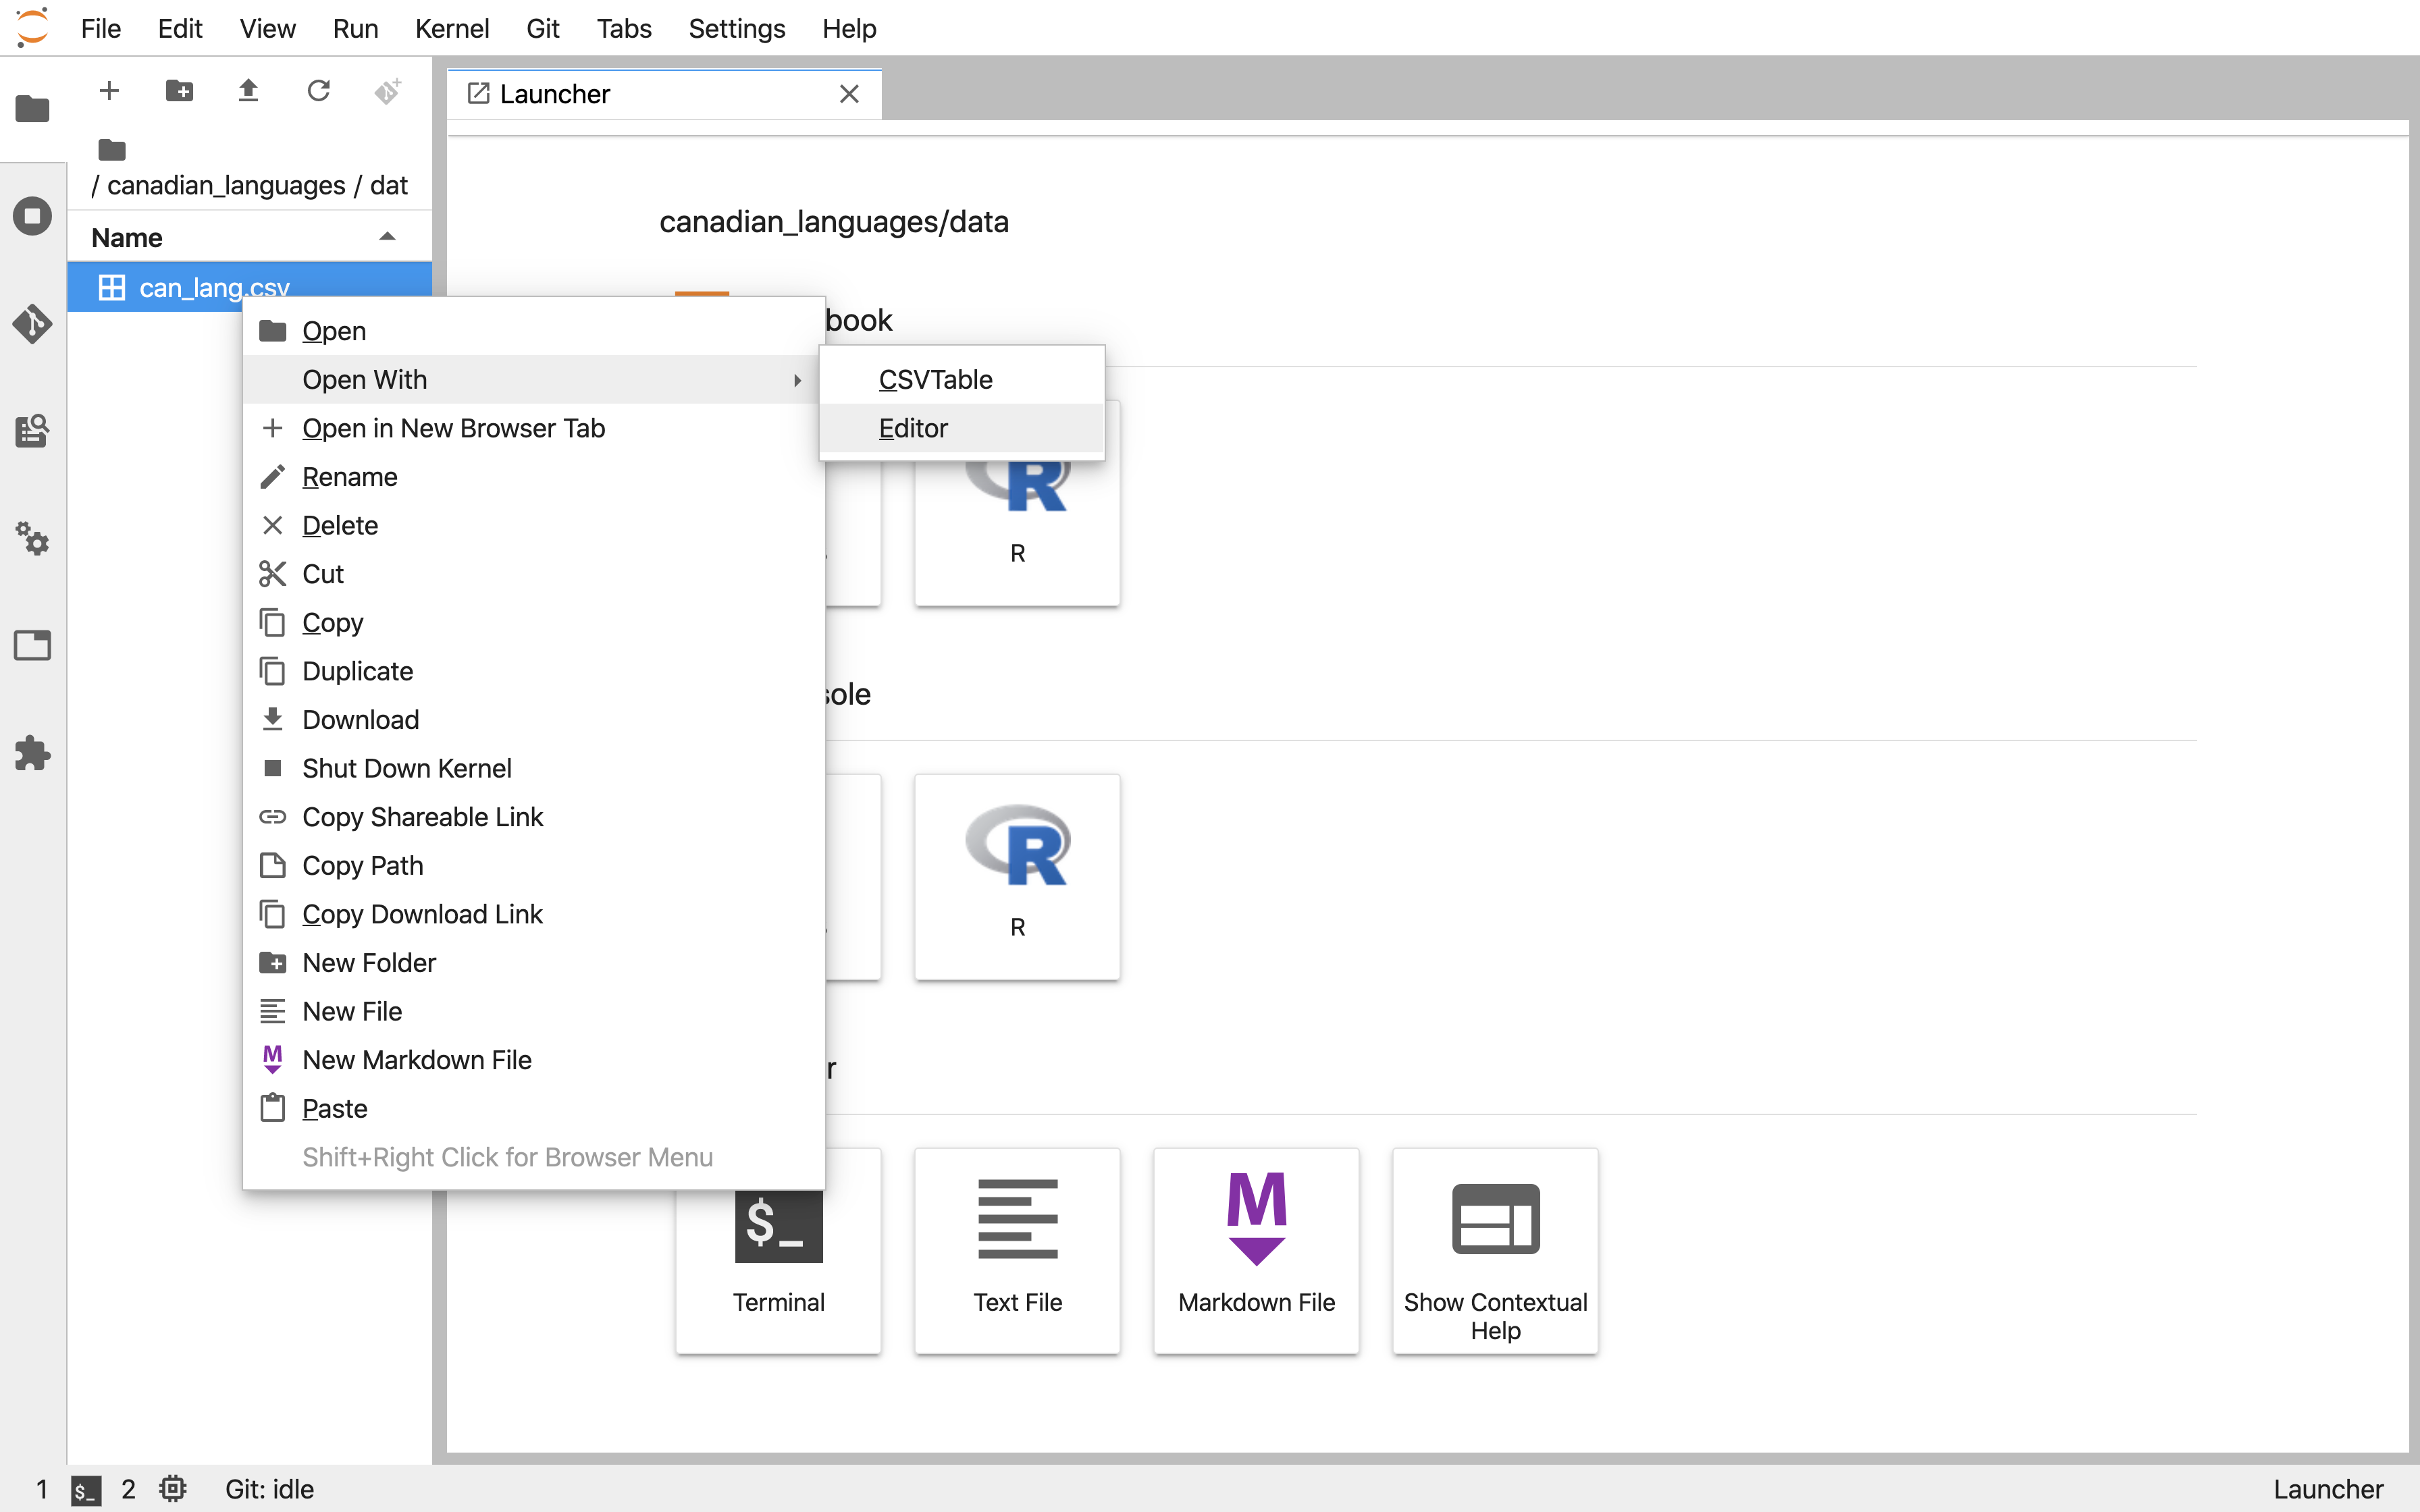 File Edit View Run Kernel Git Tabs Settings Help
Launcher
/ canadian_languages / dat
Name
can_lang.csv
canadian_languages/data
book
Open
Open With
Open in New Browser Tab
Rename
Delete
Cut
Copy
Duplicate
Download
Shut Down Kernel
Copy Shareable Link
Copy Path
Copy Download Link
New Folder
New File
New Markdown File
Paste
Shift+Right Click for Browser Menu
CSVTable
Editor
R
R
sole
R
R
r
$_
Terminal
Text File
M
Markdown File
Show Contextual
Help
1 $_ 2 Git: idle
Launcher